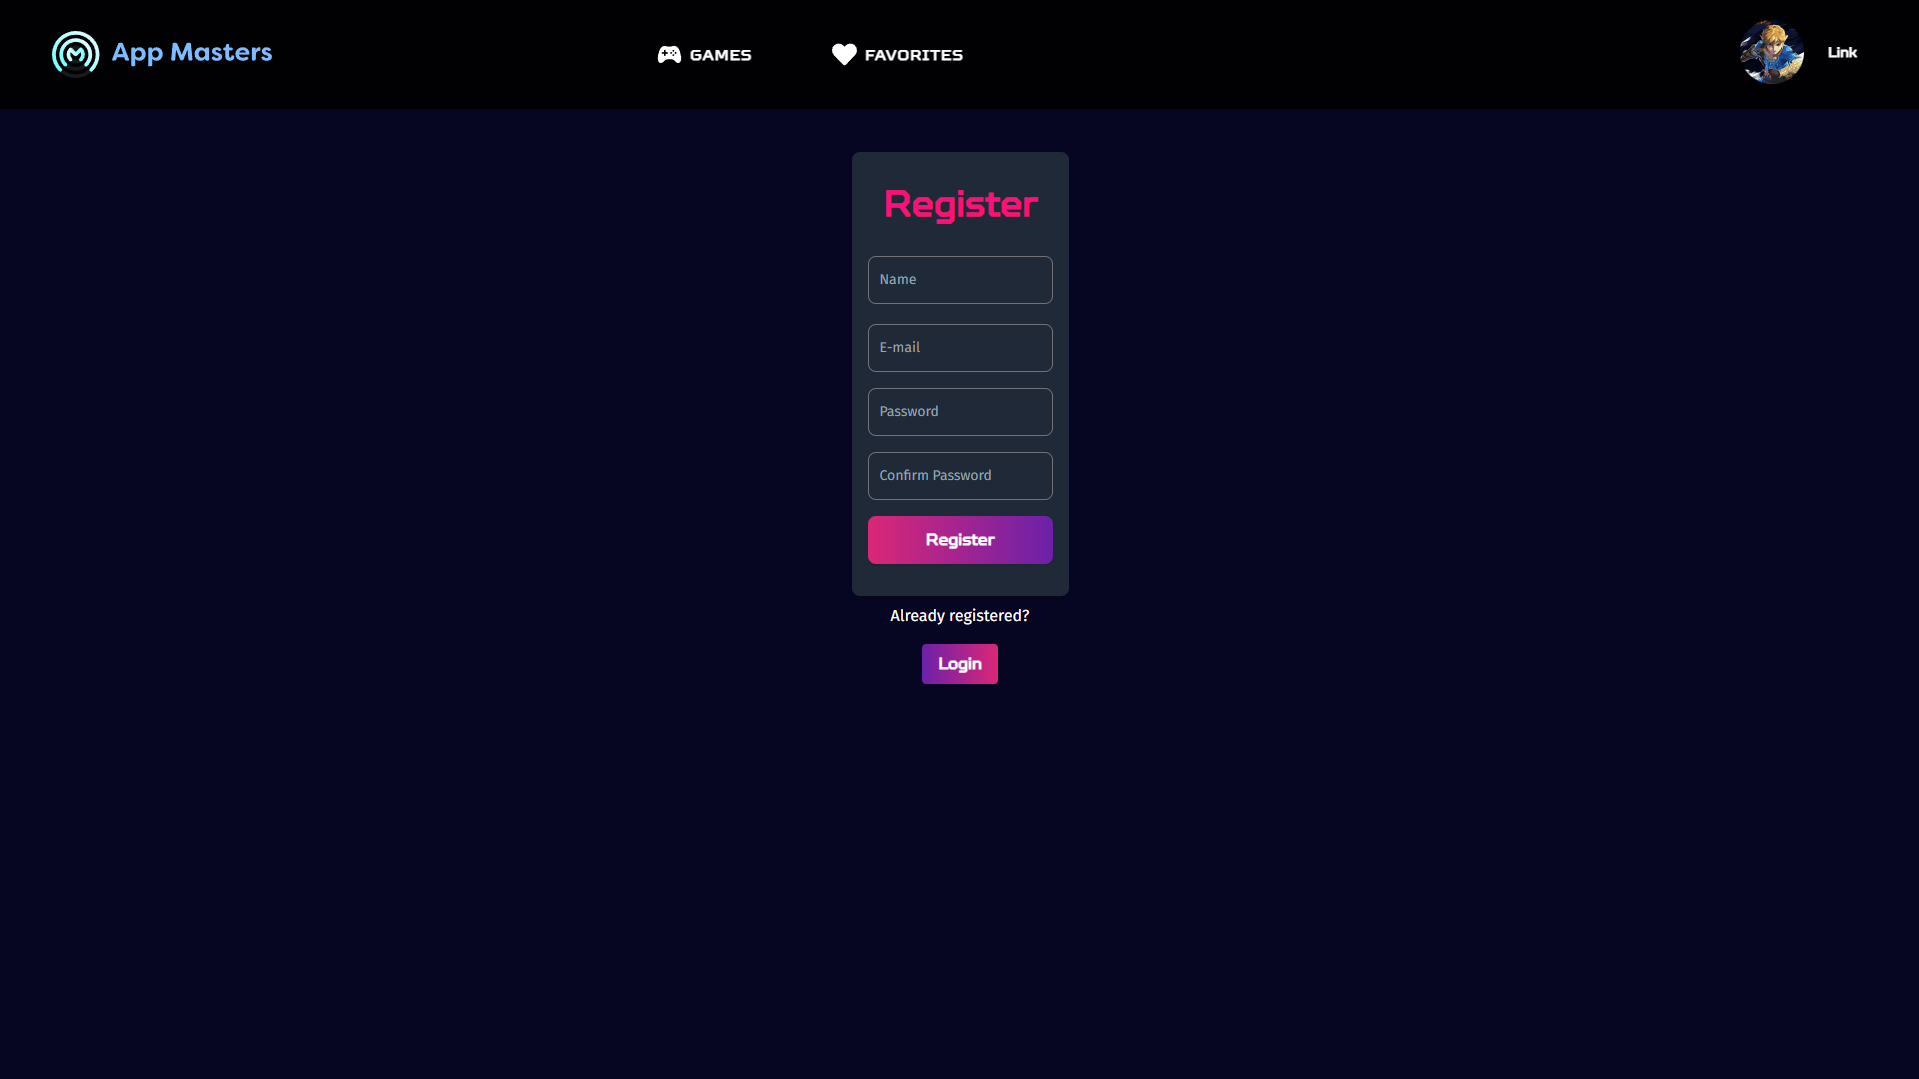 App Masters
GAMES
FAVORITES
Link
Register
Name
E-mail
Password
Confirm Password
Register
Already registered?
Login